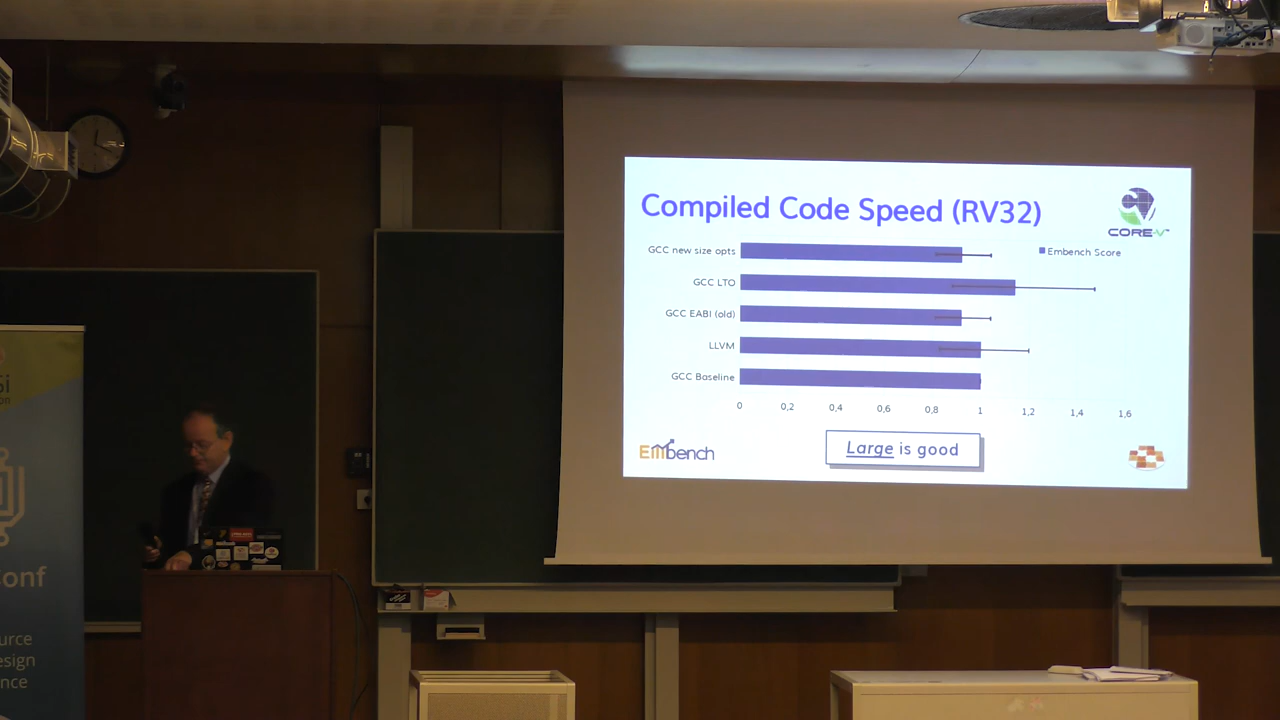 Compiled Code Speed (RV32)
CORE-V
GCC new size opts
Embench Score
GCC LTO
GCC EABI (old)
LLVM
GCC Baseline
0 0,2 0,4 0,6 0,8 1 1,2 1,4 1,6
Large is good
Embench
onf
urce
esign
nce